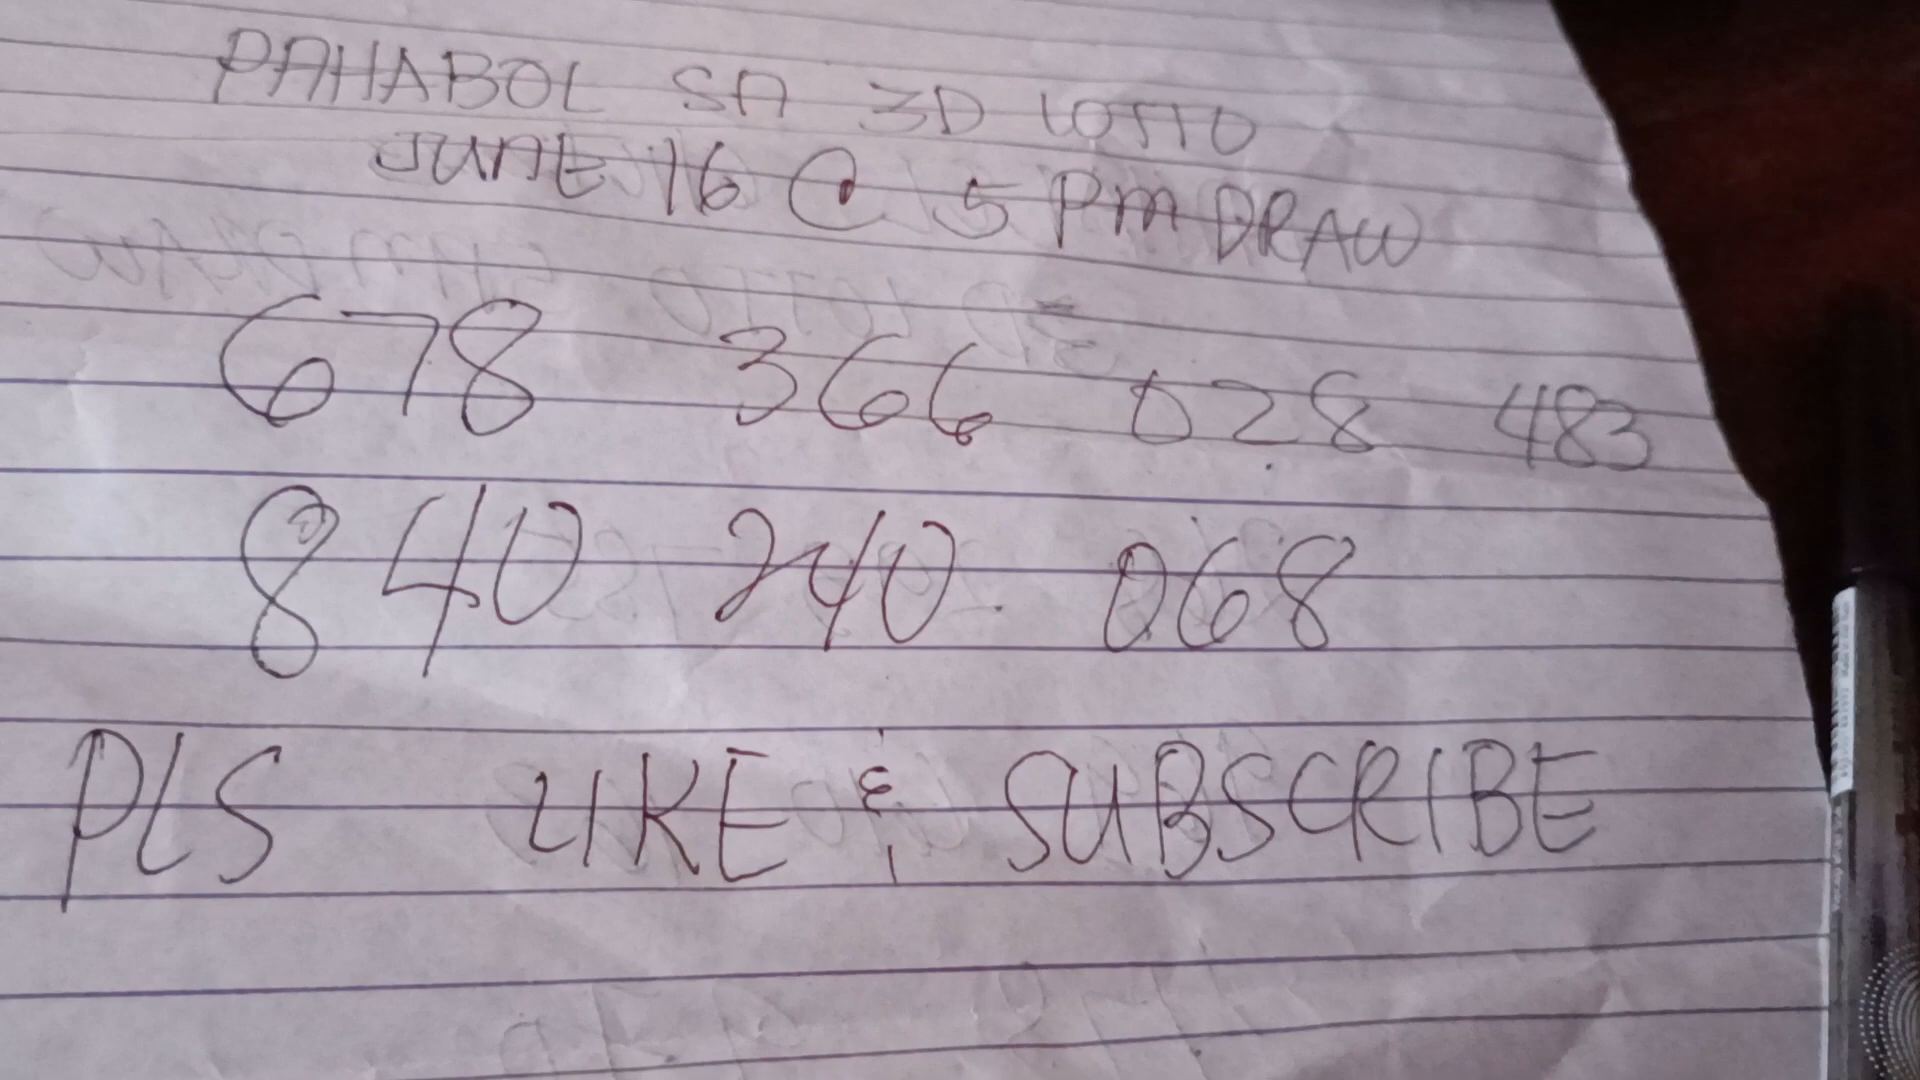 PAHABOL SA 3D LOTTO
JUNE 16 @ 5 PM DRAW
678 366 028 483
840 240 068
PLS LIKE & SUBSCRIBE